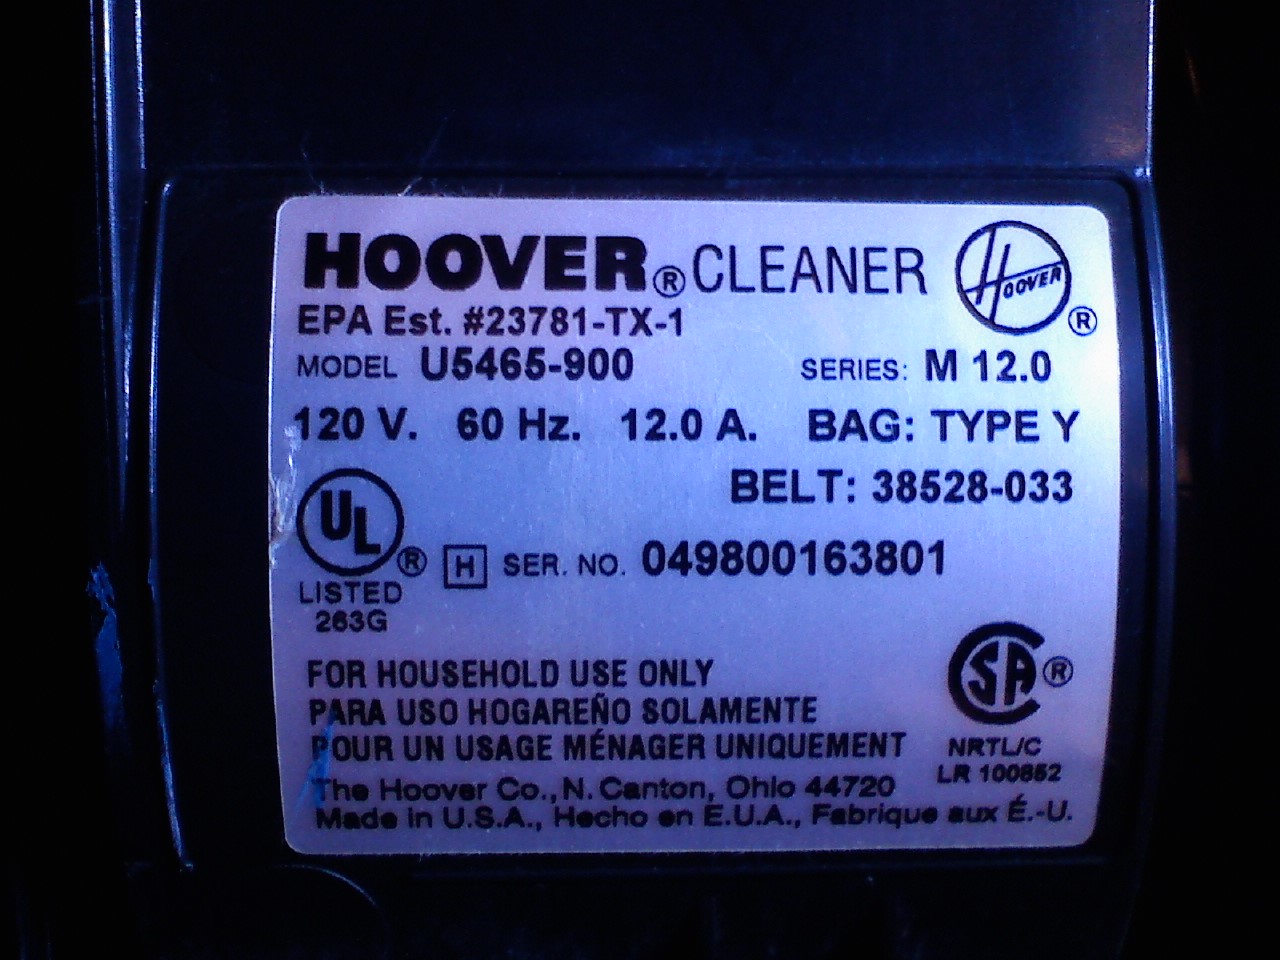 HOOVER® CLEANER
HOOVER ®
EPA Est. #23781-TX-1
MODEL U5465-900 SERIES: M 12.0
120 V. 60 Hz. 12.0 A. BAG: TYPE Y
BELT: 38528-033
UL ®
H SER. NO. 049800163801
LISTED
263G
FOR HOUSEHOLD USE ONLY
PARA USO HOGAREÑO SOLAMENTE
POUR UN USAGE MÉNAGER UNIQUEMENT
SA ®
NRTL/C
LR 100852
The Hoover Co., N. Canton, Ohio 44720
Made in U.S.A., Hecho en E.U.A., Fabrique aux É.-U.